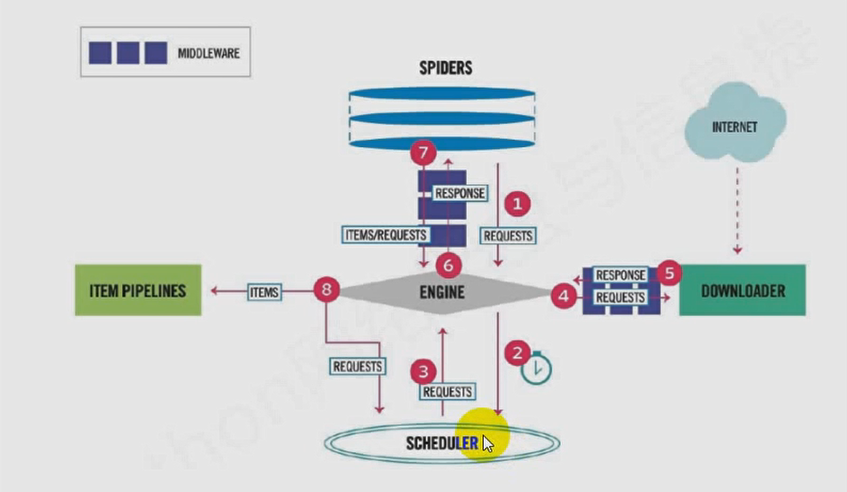 MIDDLEWARE
SPIDERS
INTERNET
7
RESPONSE
1
ITEMS/REQUESTS
REQUESTS
6
8
ITEM PIPELINES
ITEMS
ENGINE
4
RESPONSE
5
REQUESTS
DOWNLOADER
2
REQUESTS
3
REQUESTS
SCHEDULER